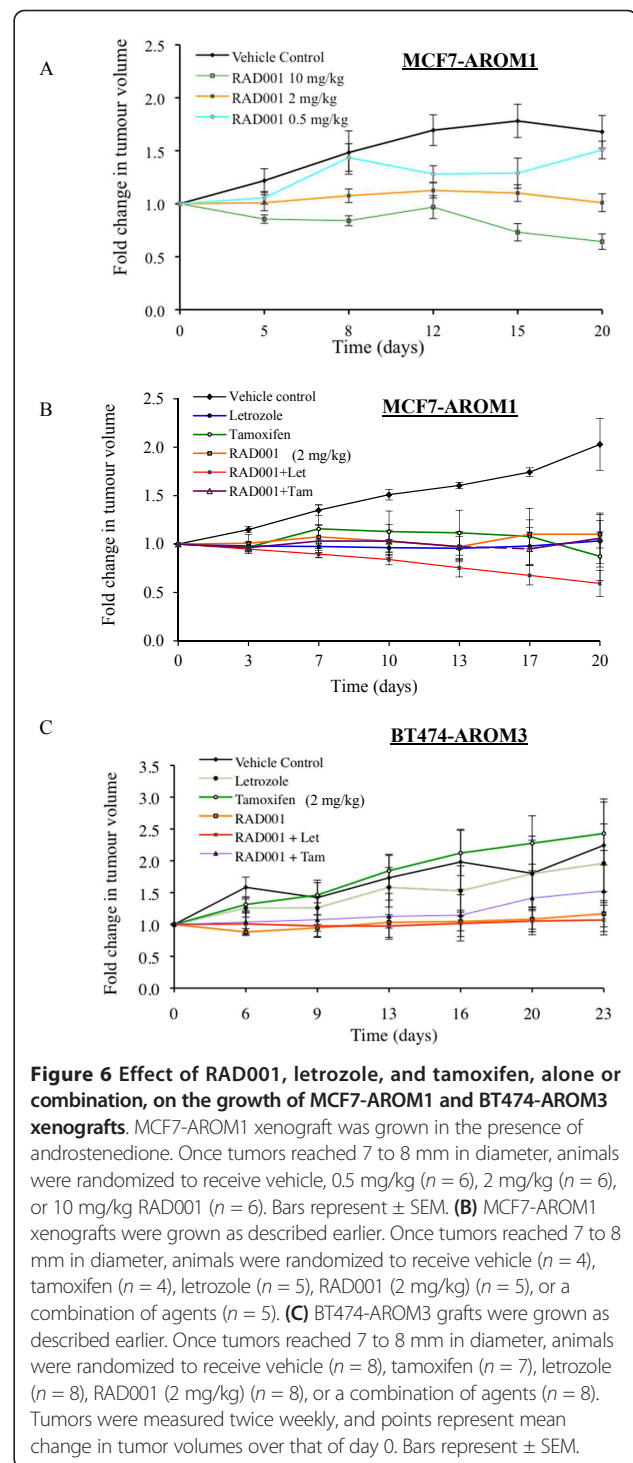 A
MCF7-AROM1
Vehicle Control
RAD001 10 mg/kg
RAD001 2 mg/kg
RAD001 0.5 mg/kg
Fold change in tumour volume
2.5
2.0
1.5
1.0
0.5
0.0
0 5 8 12 15 20
Time (days)
B
MCF7-AROM1
Vehicle control
Letrozole
Tamoxifen
RAD001 (2 mg/kg)
RAD001+Let
RAD001+Tam
Fold change in tumour volume
2.5
2.0
1.5
1.0
0.5
0.0
0 3 7 10 13 17 20
Time (days)
C
BT474-AROM3
Vehicle Control
Letrozole
Tamoxifen (2 mg/kg)
RAD001
RAD001 + Let
RAD001 + Tam
Fold change in tumour volume
3.5
3.0
2.5
2.0
1.5
1.0
0.5
0.0
0 6 9 13 16 20 23
Time (days)
Figure 6 Effect of RAD001, letrozole, and tamoxifen, alone or
combination, on the growth of MCF7-AROM1 and BT474-AROM3
xenografts. MCF7-AROM1 xenograft was grown in the presence of
androstenedione. Once tumors reached 7 to 8 mm in diameter, animals
were randomized to receive vehicle, 0.5 mg/kg (n = 6), 2 mg/kg (n = 6),
or 10 mg/kg RAD001 (n = 6). Bars represent ± SEM. (B) MCF7-AROM1
xenografts were grown as described earlier. Once tumors reached 7 to 8
mm in diameter, animals were randomized to receive vehicle (n = 4),
tamoxifen (n = 4), letrozole (n = 5), RAD001 (2 mg/kg) (n = 5), or a
combination of agents (n = 5). (C) BT474-AROM3 grafts were grown as
described earlier. Once tumors reached 7 to 8 mm in diameter, animals
were randomized to receive vehicle (n = 8), tamoxifen (n = 7), letrozole
(n = 8), RAD001 (2 mg/kg) (n = 8), or a combination of agents (n = 8).
Tumors were measured twice weekly, and points represent mean
change in tumor volumes over that of day 0. Bars represent ± SEM.